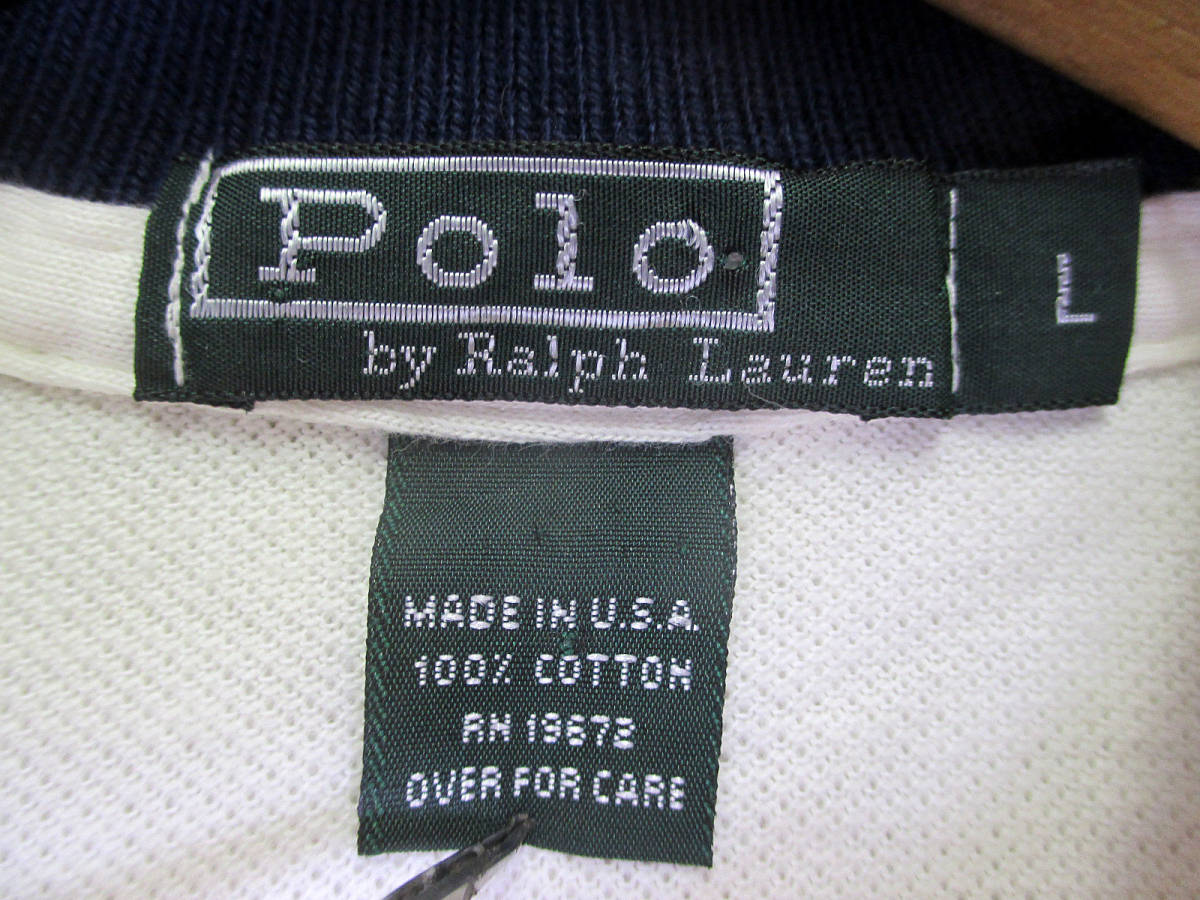 Polo
by Ralph Lauren
L
MADE IN U.S.A.
100% COTTON
RN 19672
OVER FOR CARE